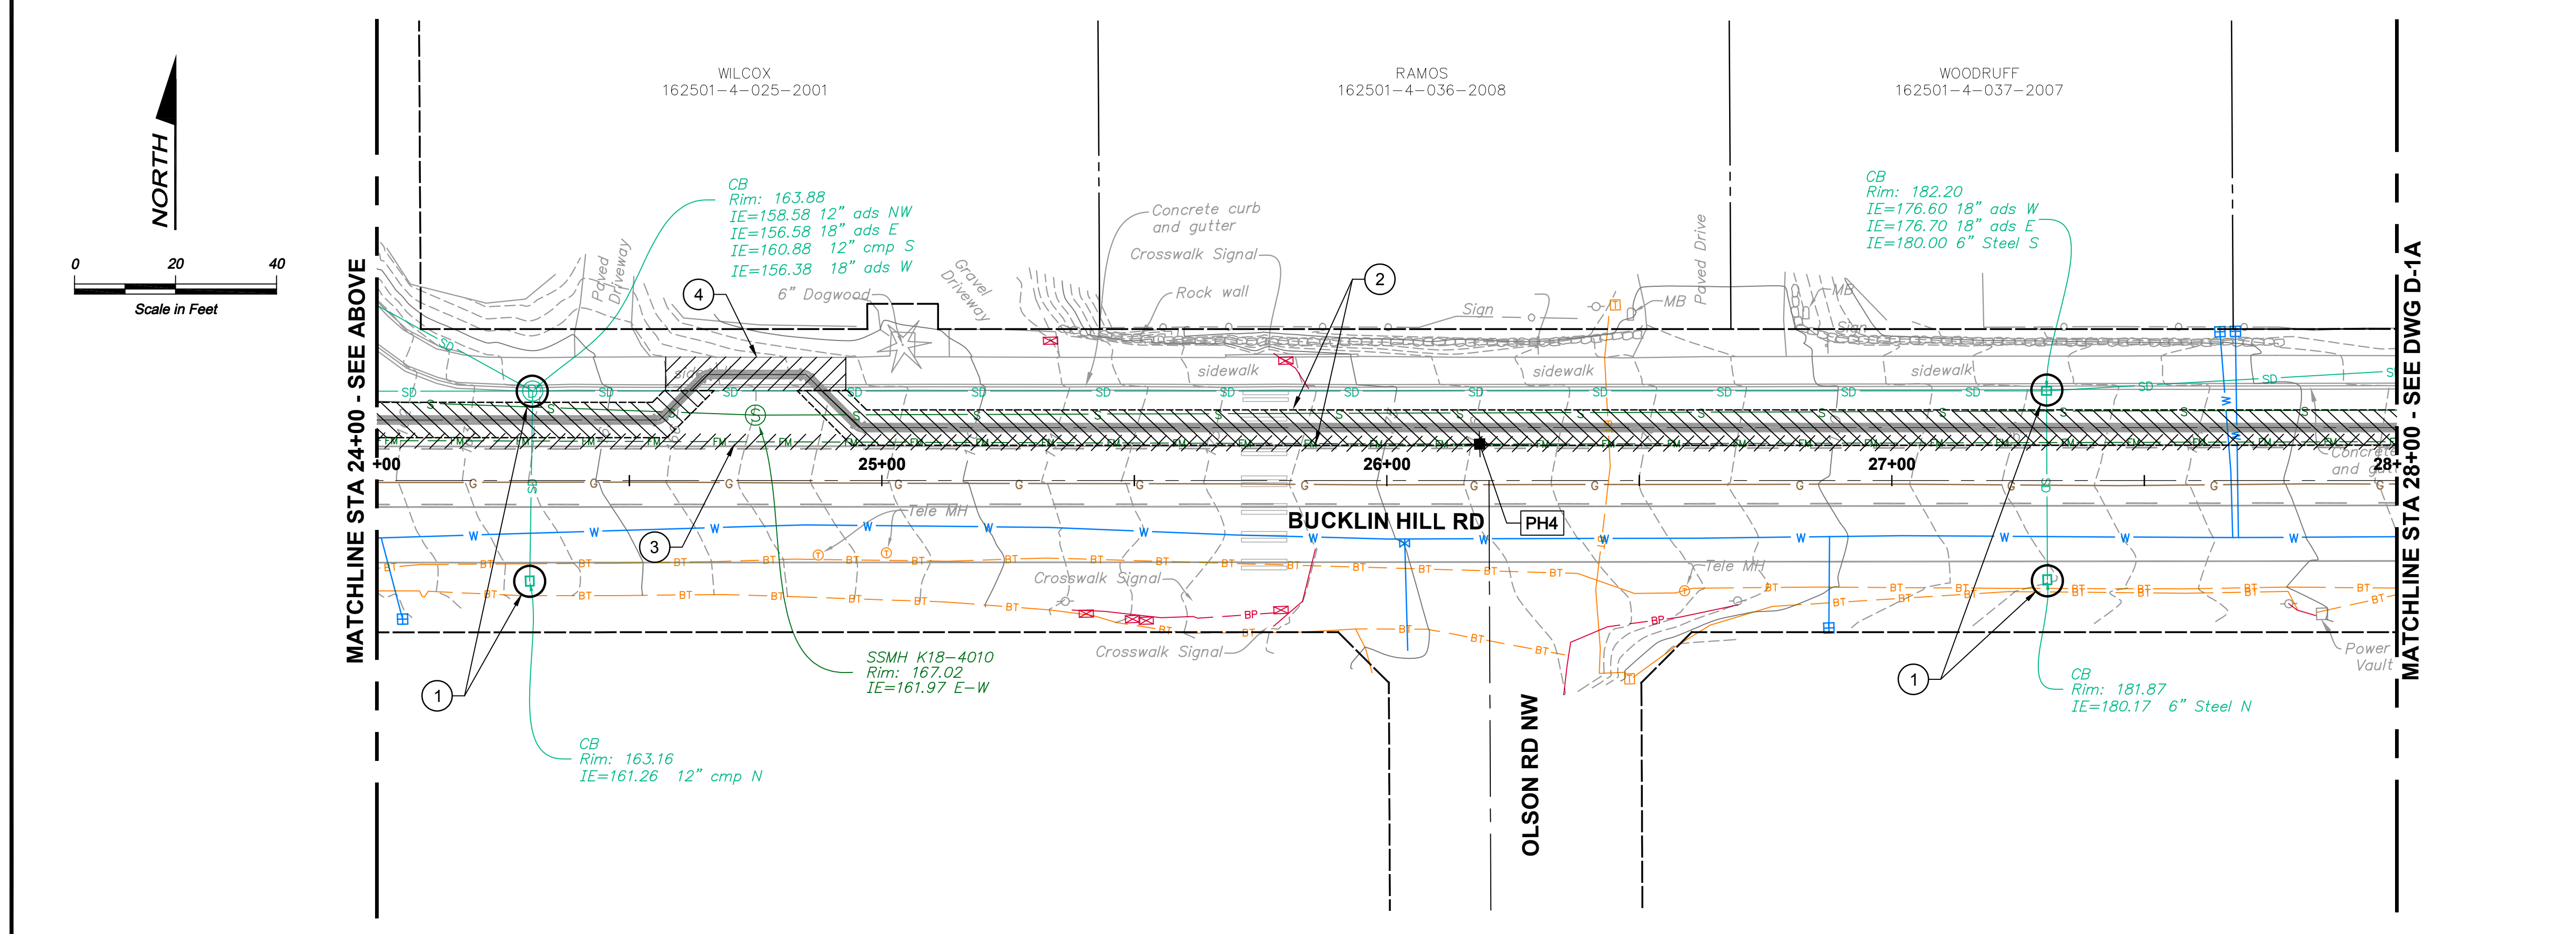 WILCOX
162501-4-025-2001
RAMOS
162501-4-036-2008
WOODRUFF
162501-4-037-2007
NORTH
0 20 40
Scale in Feet
MATCHLINE STA 24+00 - SEE ABOVE
CB
Rim: 163.88
IE=158.58 12" ads NW
IE=156.58 18" ads E
IE=160.88 12" cmp S
IE=156.38 18" ads W
CB
Rim: 182.20
IE=176.60 18" ads W
IE=176.70 18" ads E
IE=180.00 6" Steel S
Concrete curb
and gutter
Crosswalk Signal
Rock wall
Paved
Driveway
4
6" Dogwood
Gravel
Driveway
2
Sign
MB
Paved Drive
MB
Sign
sidewalk
sidewalk
sidewalk
SD
S
FM
+00
25+00
26+00
27+00
28+
Concrete
and
G
Tele MH
BUCKLIN HILL RD
PH4
W
3
BT
Crosswalk Signal
Tele MH
BP
Crosswalk Signal
1
SSMH K18-4010
Rim: 167.02
IE=161.97 E-W
1
Power
Vault
CB
Rim: 181.87
IE=180.17 6" Steel N
CB
Rim: 163.16
IE=161.26 12" cmp N
OLSON RD NW
MATCHLINE STA 28+00 - SEE DWG D-1A